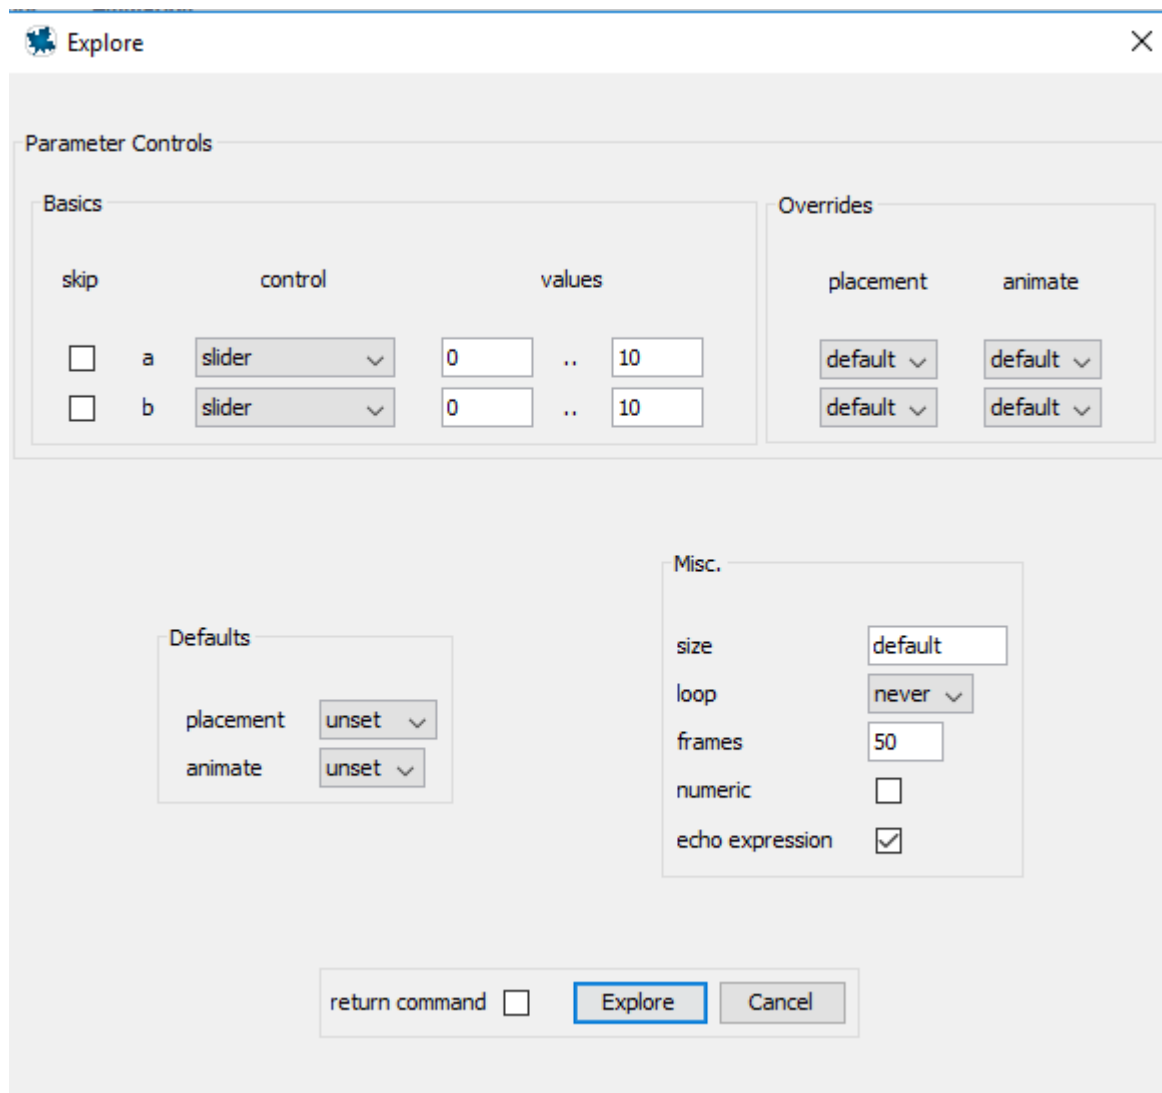 Explore
Parameter Controls
Basics
Overrides
skip control values
placement animate
a slider 0 .. 10 default default
b slider 0 .. 10 default default
Misc.
Defaults
size default
loop never
placement unset
frames 50
animate unset
numeric
echo expression
return command Explore Cancel